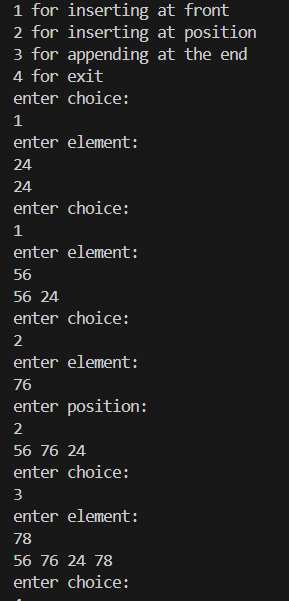 1 for inserting at front
2 for inserting at position
3 for appending at the end
4 for exit
enter choice:
1
enter element:
24
24
enter choice:
1
enter element:
56
56 24
enter choice:
2
enter element:
76
enter position:
2
56 76 24
enter choice:
3
enter element:
78
56 76 24 78
enter choice: